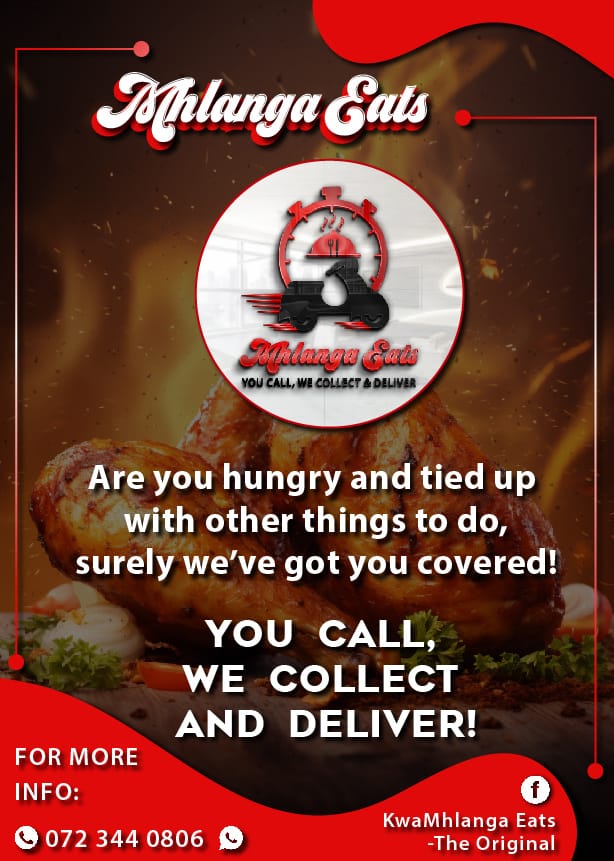 Mhlanga Eats
Mhlanga Eats
YOU CALL, WE COLLECT & DELIVER
Are you hungry and tied up
with other things to do,
surely we've got you covered!
YOU CALL,
WE COLLECT
AND DELIVER!
FOR MORE
INFO:
072 344 0806
f
KwaMhlanga Eats
-The Original